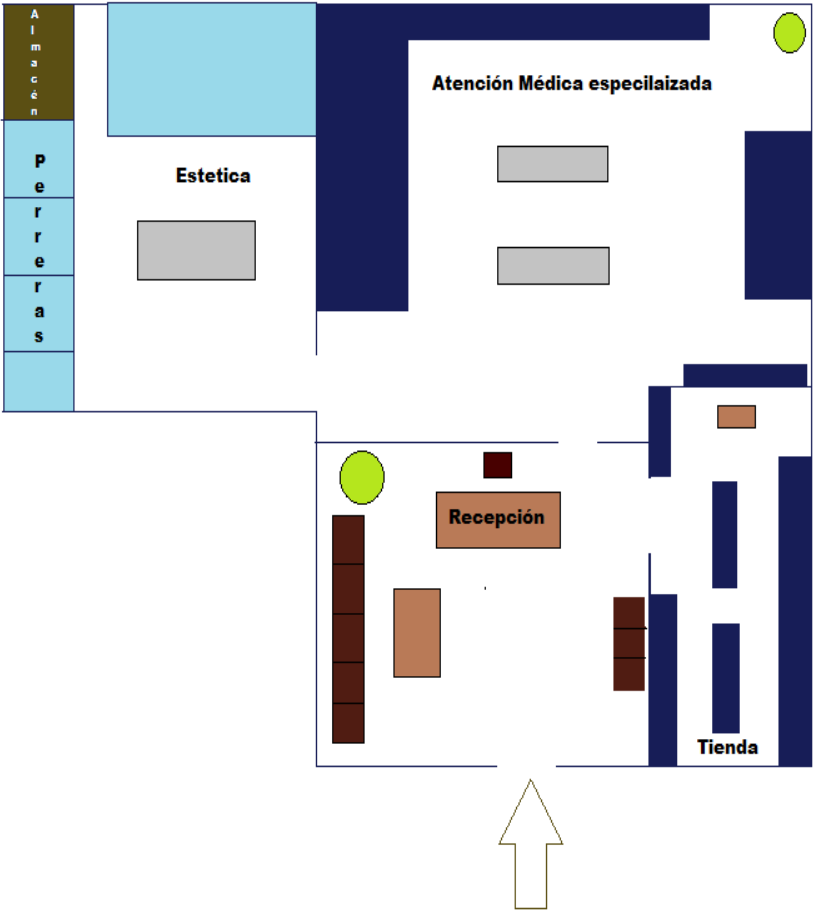 Almacén
Atención Médica especilaizada
Perreras
Estetica
Recepción
Tienda